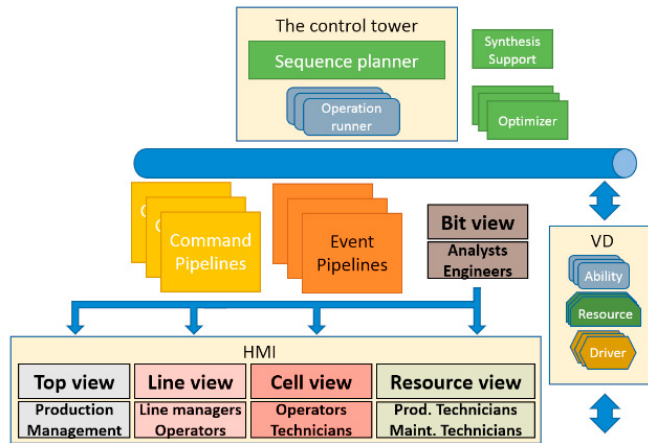 The control tower
Sequence planner
Operation
runner
Synthesis
Support
Optimizer
Command
Pipelines
Event
Pipelines
Bit view
Analysts
Engineers
VD
Ability
Resource
Driver
HMI
Top view
Production
Management
Line view
Line managers
Operators
Cell view
Operators
Technicians
Resource view
Prod. Technicians
Maint. Technicians